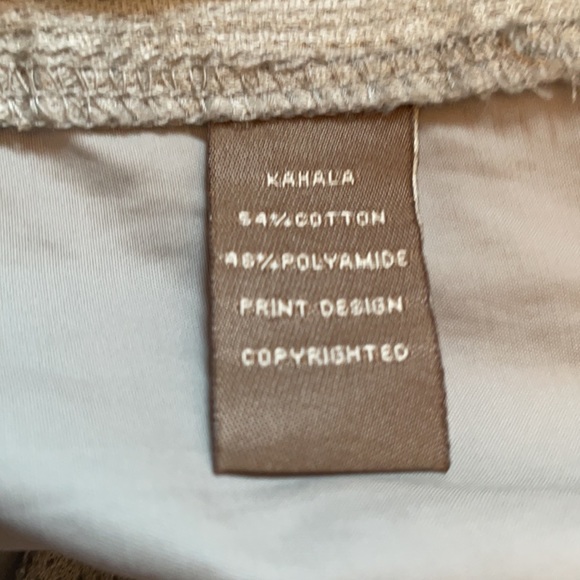 KAHALA
54%COTTON
46%POLYAMIDE
PRINT DESIGN
COPYRIGHTED